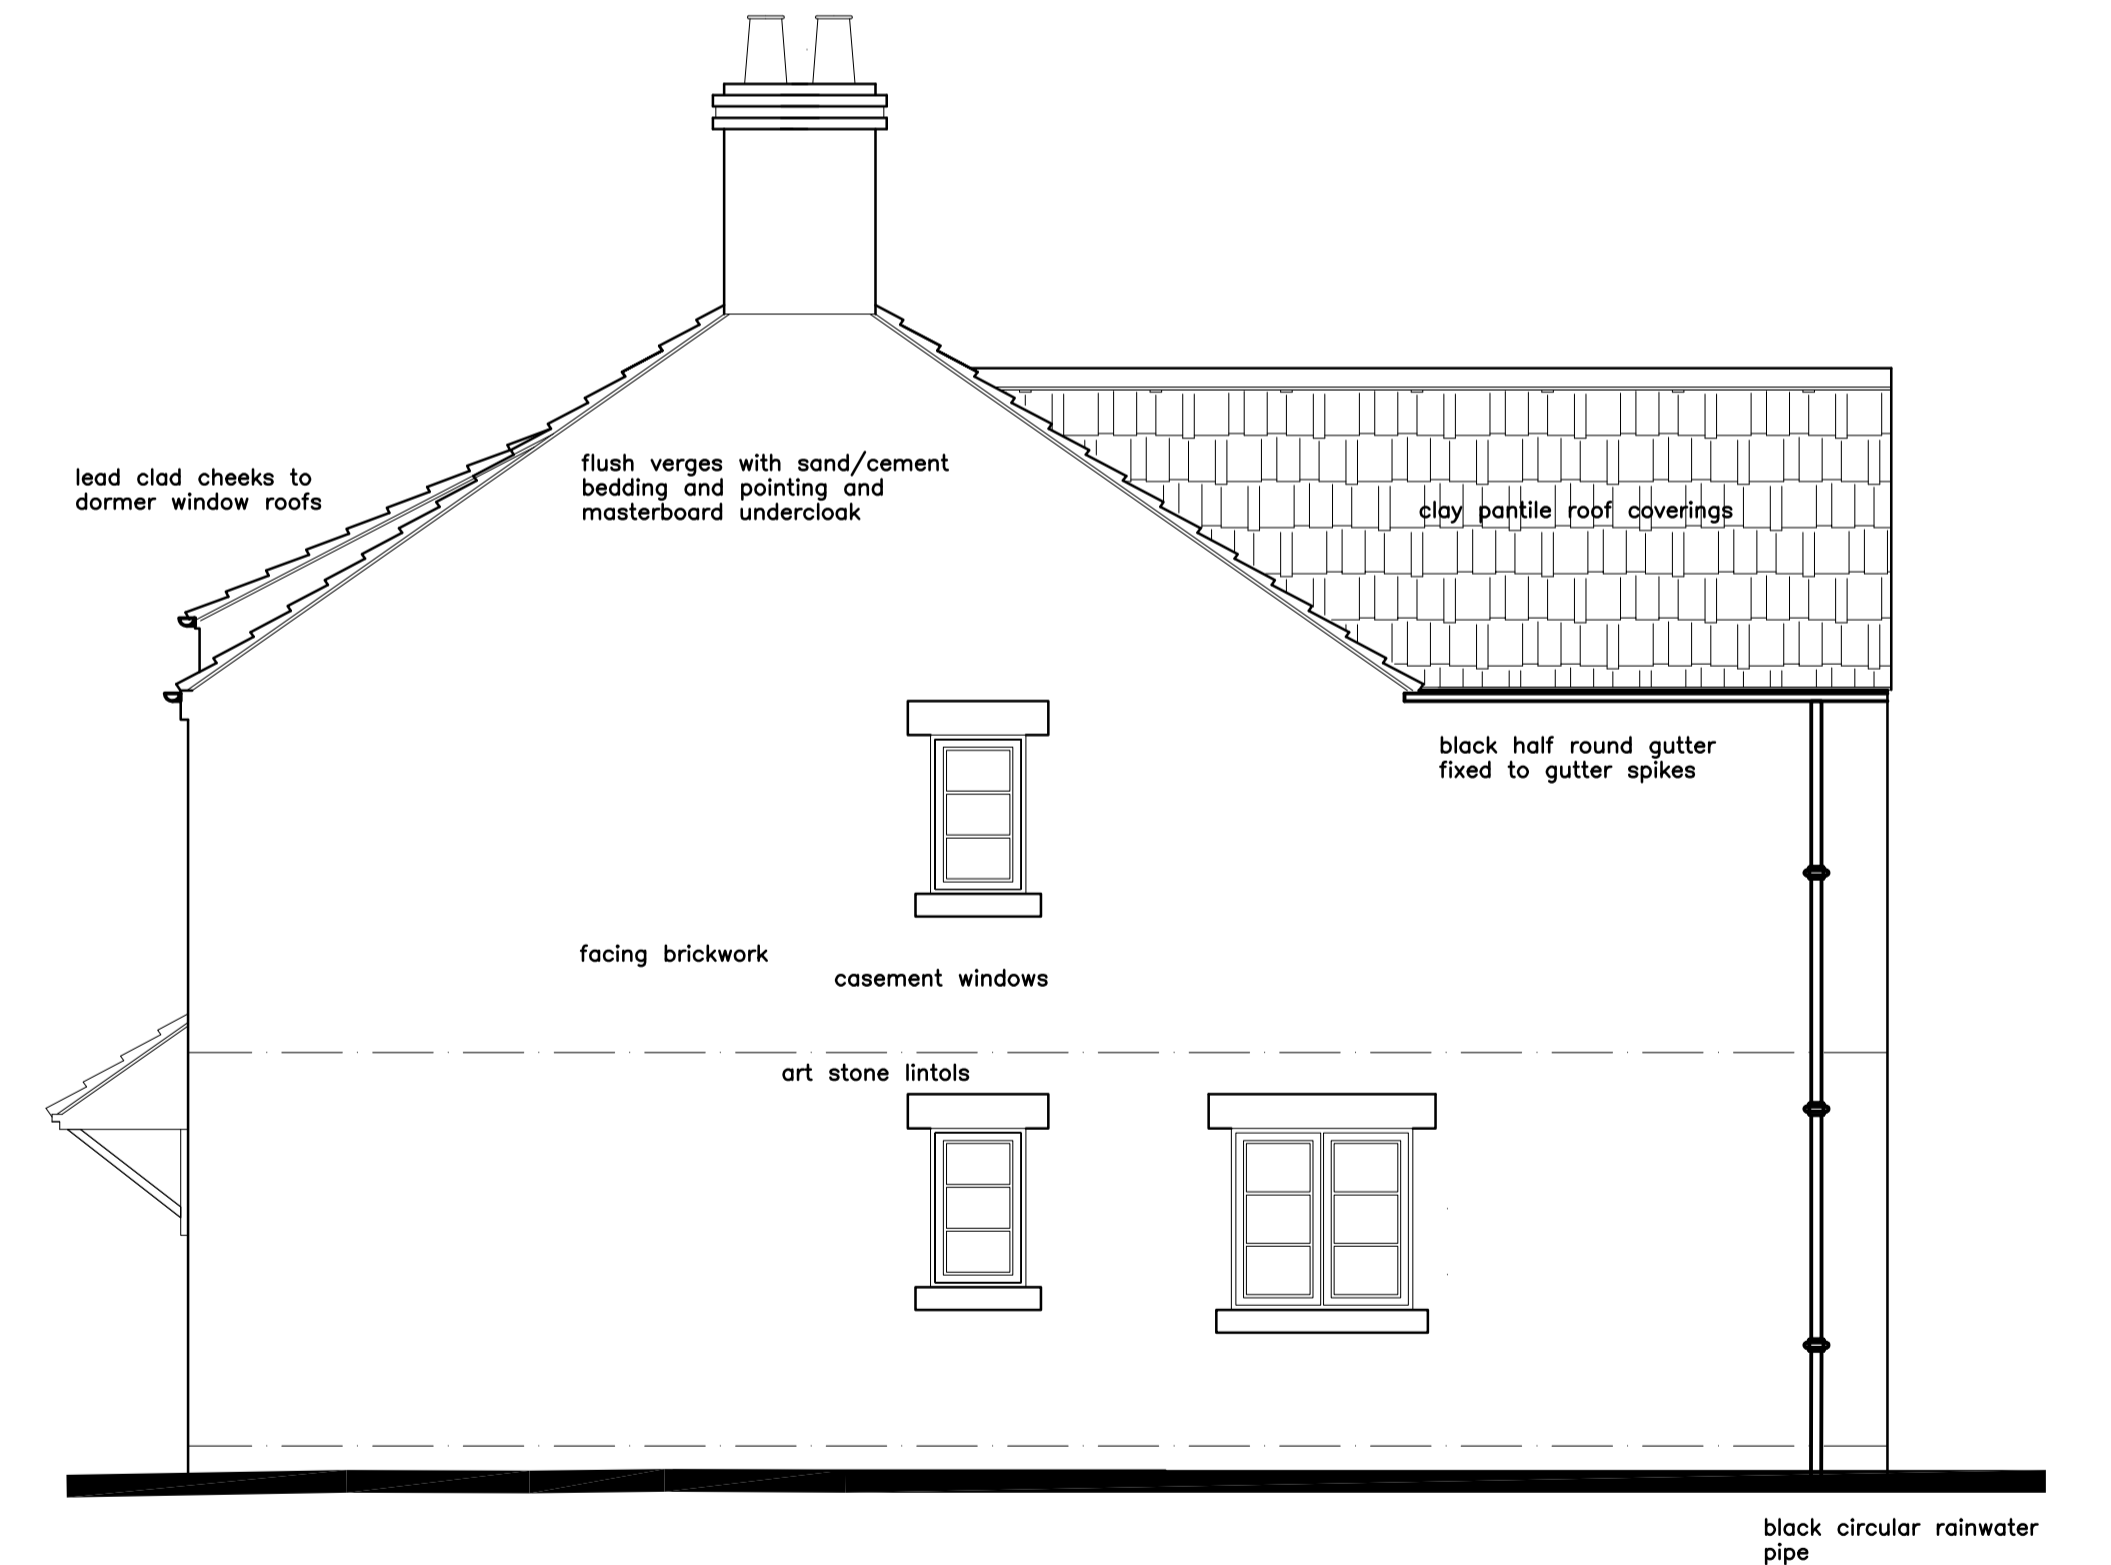 lead clad cheeks to
dormer window roofs
flush verges with sand/cement
bedding and pointing and
masterboard undercloak
clay pantile roof coverings
black half round gutter
fixed to gutter spikes
facing brickwork
casement windows
art stone lintols
black circular rainwater
pipe